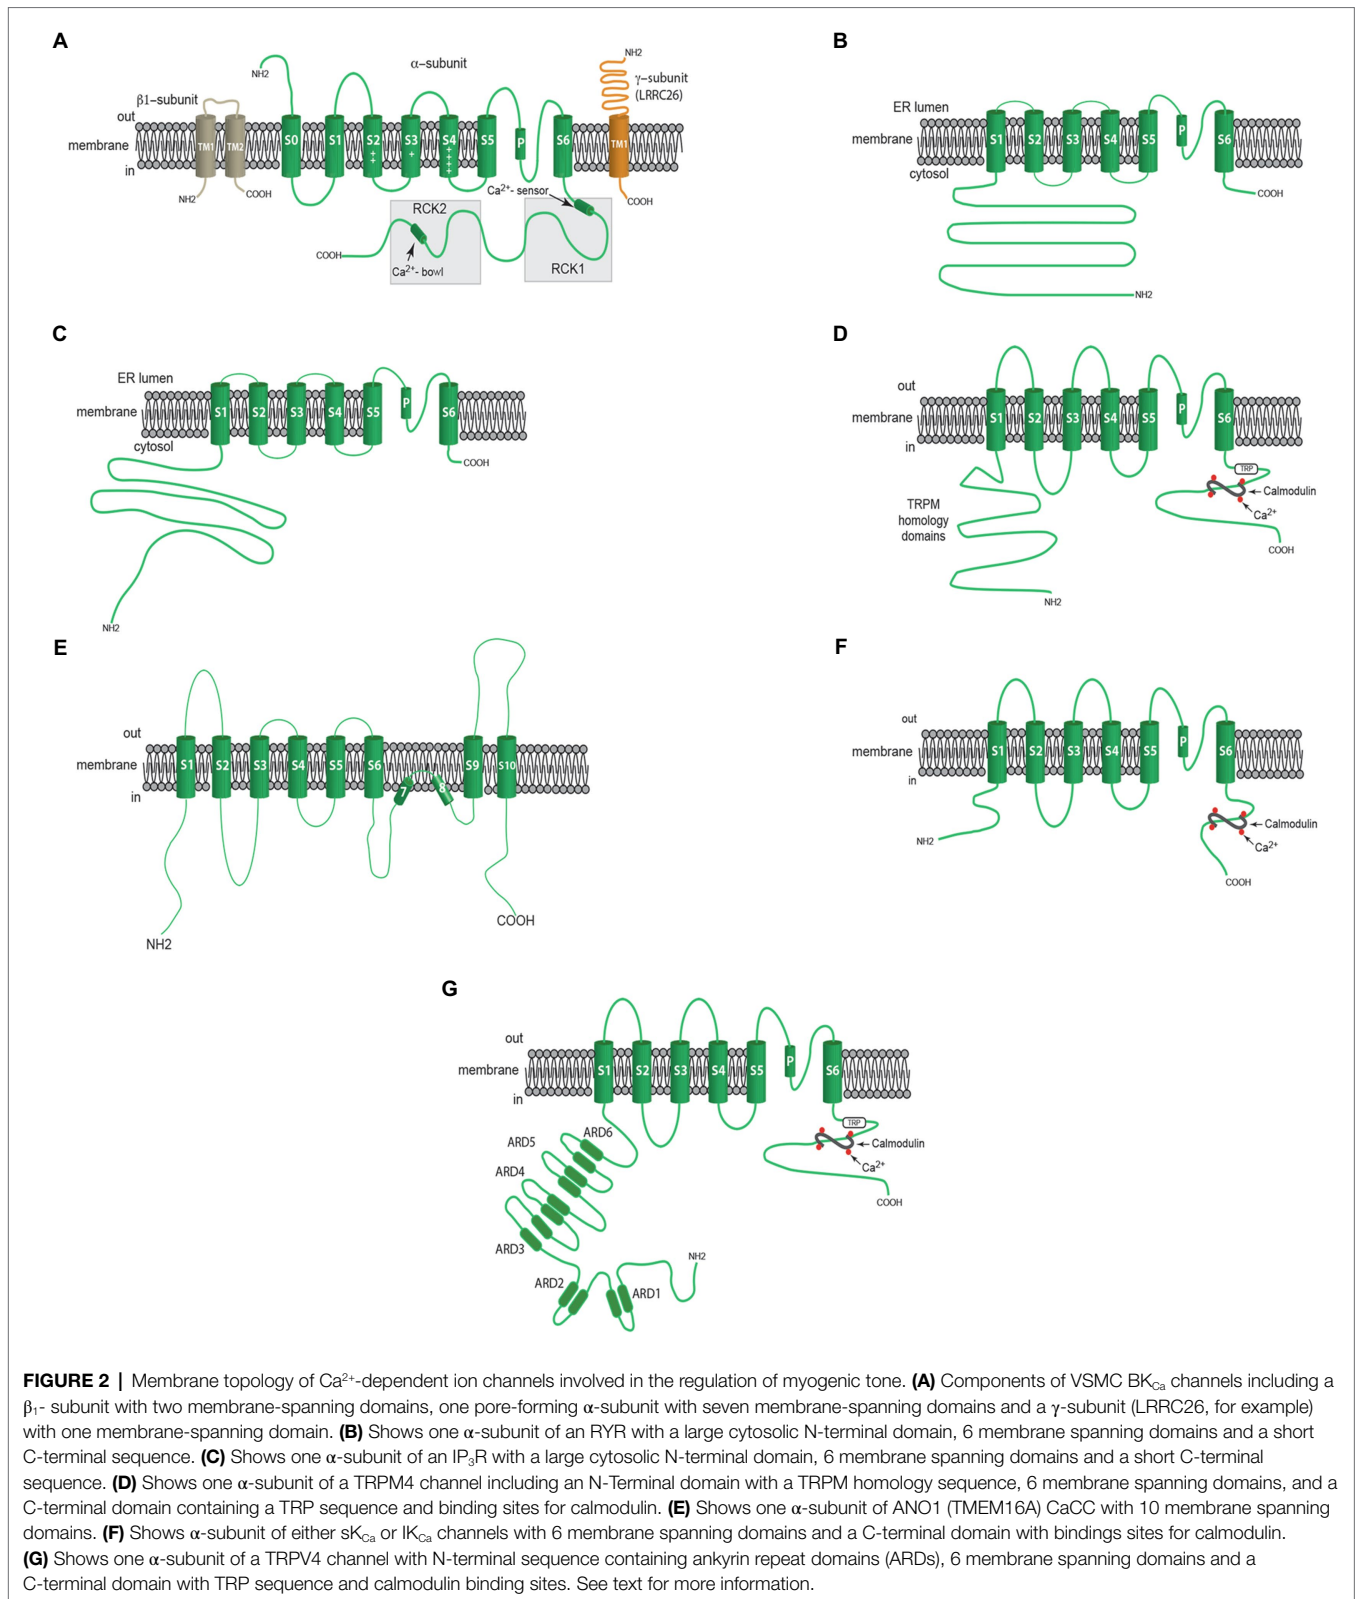 A
NH2
α-subunit
NH2
γ-subunit
(LRRC26)
β1-subunit
out
membrane
in
TM1
TM2
S0
S1
S2
++
S3
+
S4
++++
S5
P
S6
TM1
NH2
COOH
Ca2+- sensor
COOH
RCK2
COOH
Ca2+- bowl
RCK1
B
ER lumen
membrane
cytosol
S1
S2
S3
S4
S5
P
S6
COOH
NH2
C
ER lumen
membrane
cytosol
S1
S2
S3
S4
S5
P
S6
COOH
NH2
D
out
membrane
in
S1
S2
S3
S4
S5
P
S6
TRP
Calmodulin
Ca2+
TRPM
homology
domains
COOH
NH2
E
out
membrane
in
S1
S2
S3
S4
S5
S6
7
8
S9
S10
COOH
NH2
F
out
membrane
in
S1
S2
S3
S4
S5
P
S6
Calmodulin
Ca2+
NH2
COOH
G
out
membrane
in
S1
S2
S3
S4
S5
P
S6
TRP
Calmodulin
Ca2+
COOH
ARD6
ARD5
ARD4
ARD3
ARD2
ARD1
NH2
FIGURE 2 | Membrane topology of Ca2+-dependent ion channels involved in the regulation of myogenic tone. (A) Components of VSMC BKCa channels including a
β1- subunit with two membrane-spanning domains, one pore-forming α-subunit with seven membrane-spanning domains and a γ-subunit (LRRC26, for example)
with one membrane-spanning domain. (B) Shows one α-subunit of an RYR with a large cytosolic N-terminal domain, 6 membrane spanning domains and a short
C-terminal sequence. (C) Shows one α-subunit of an IP3R with a large cytosolic N-terminal domain, 6 membrane spanning domains and a short C-terminal
sequence. (D) Shows one α-subunit of a TRPM4 channel including an N-Terminal domain with a TRPM homology sequence, 6 membrane spanning domains, and a
C-terminal domain containing a TRP sequence and binding sites for calmodulin. (E) Shows one α-subunit of ANO1 (TMEM16A) CaCC with 10 membrane spanning
domains. (F) Shows α-subunit of either sKCa or IKCa channels with 6 membrane spanning domains and a C-terminal domain with bindings sites for calmodulin.
(G) Shows one α-subunit of a TRPV4 channel with N-terminal sequence containing ankyrin repeat domains (ARDs), 6 membrane spanning domains and a
C-terminal domain with TRP sequence and calmodulin binding sites. See text for more information.